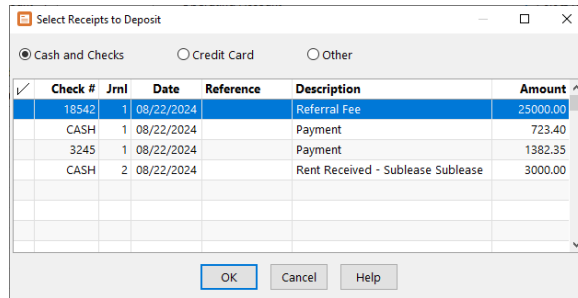 Select Receipts to Deposit
Cash and Checks Credit Card Other
Check # Jrnl Date Reference Description Amount
18542 1 08/22/2024 Referral Fee 25000.00
CASH 1 08/22/2024 Payment 723.40
3245 1 08/22/2024 Payment 1382.35
CASH 2 08/22/2024 Rent Received - Sublease Sublease 3000.00
OK Cancel Help